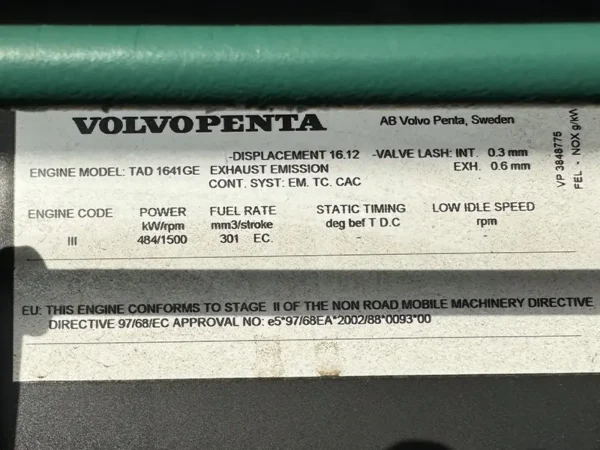 VOLVO PENTA
AB Volvo Penta, Sweden
-DISPLACEMENT 16.12 -VALVE LASH: INT. 0.3 mm
ENGINE MODEL: TAD 1641GE EXHAUST EMISSION EXH. 0.6 mm
CONT. SYST: EM. TC. CAC
ENGINE CODE POWER FUEL RATE STATIC TIMING LOW IDLE SPEED
kW/rpm mm3/stroke deg bef T D.C rpm
III 484/1500 301 EC. - -
EU: THIS ENGINE CONFORMS TO STAGE II OF THE NON ROAD MOBILE MACHINERY DIRECTIVE
DIRECTIVE 97/68/EC APPROVAL NO: e5*97/68EA*2002/88*0093*00
VP 3848775
FEL - NOX g/kW